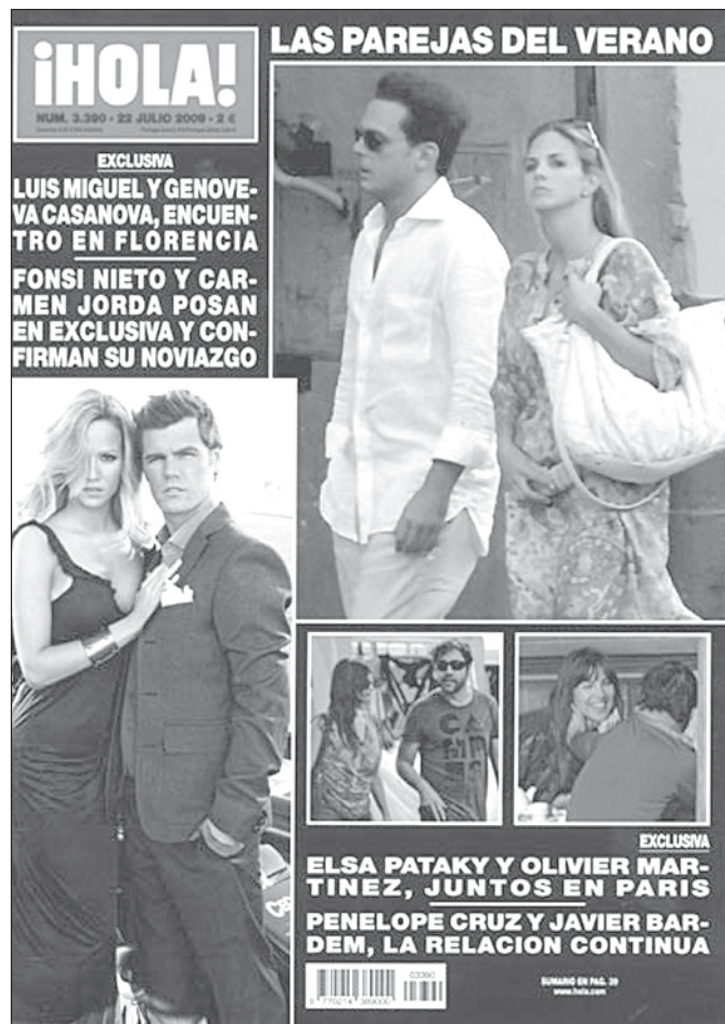 ¡HOLA!
NUM. 3.390 - 22 JULIO 2009 - 2 €
LAS PAREJAS DEL VERANO
EXCLUSIVA
LUIS MIGUEL Y GENOVE-
VA CASANOVA, ENCUEN-
TRO EN FLORENCIA
FONSI NIETO Y CAR-
MEN JORDA POSAN
EN EXCLUSIVA Y CON-
FIRMAN SU NOVIAZGO
EXCLUSIVA
ELSA PATAKY Y OLIVIER MAR-
TINEZ, JUNTOS EN PARIS
PENELOPE CRUZ Y JAVIER BAR-
DEM, LA RELACION CONTINUA
03390
SUMARIO EN PAG. 39
www.hola.com